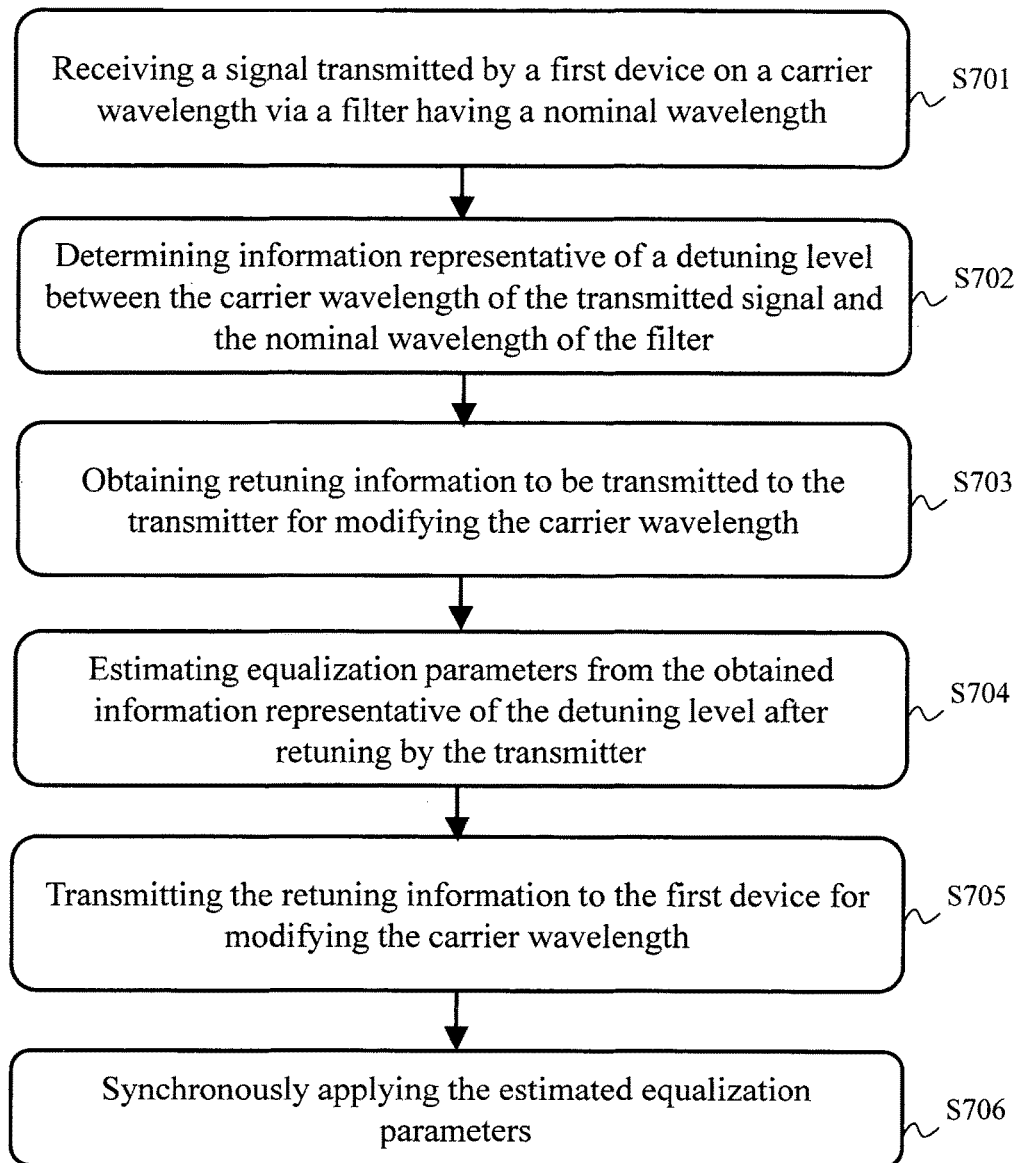 Receiving a signal transmitted by a first device on a carrier
wavelength via a filter having a nominal wavelength
S701
Determining information representative of a detuning level
between the carrier wavelength of the transmitted signal and
the nominal wavelength of the filter
S702
Obtaining retuning information to be transmitted to the
transmitter for modifying the carrier wavelength
S703
Estimating equalization parameters from the obtained
information representative of the detuning level after
retuning by the transmitter
S704
Transmitting the retuning information to the first device for
modifying the carrier wavelength
S705
Synchronously applying the estimated equalization
parameters
S706